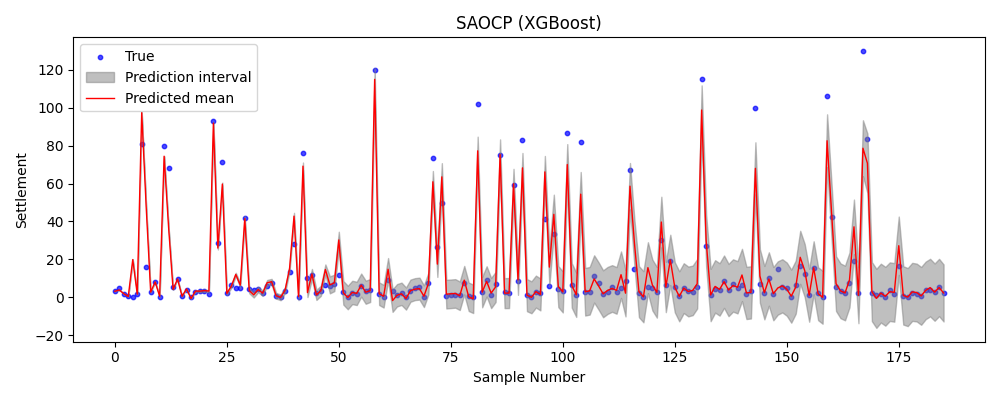 SAOCP (XGBoost)
True
Prediction interval
Predicted mean
Settlement
120
100
80
60
40
20
0
−20
0 25 50 75 100 125 150 175
Sample Number